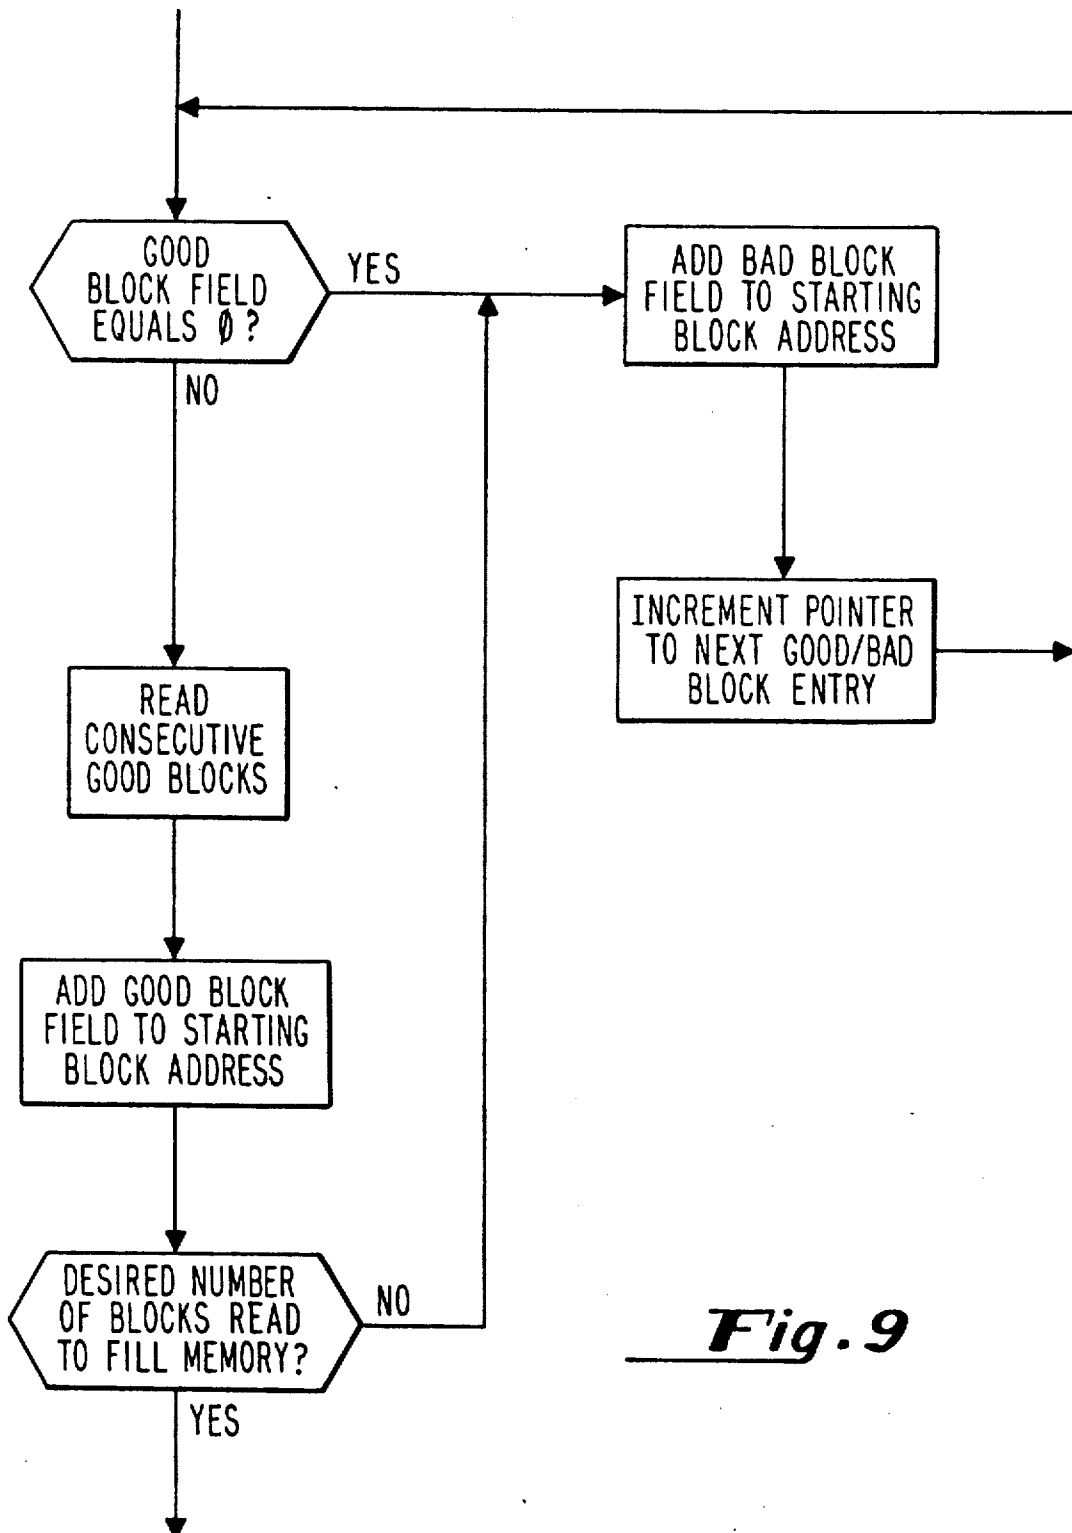 GOOD
BLOCK FIELD
EQUALS Ø?
YES
NO
ADD BAD BLOCK
FIELD TO STARTING
BLOCK ADDRESS
INCREMENT POINTER
TO NEXT GOOD/BAD
BLOCK ENTRY
READ
CONSECUTIVE
GOOD BLOCKS
ADD GOOD BLOCK
FIELD TO STARTING
BLOCK ADDRESS
DESIRED NUMBER
OF BLOCKS READ
TO FILL MEMORY?
NO
YES
Fig. 9